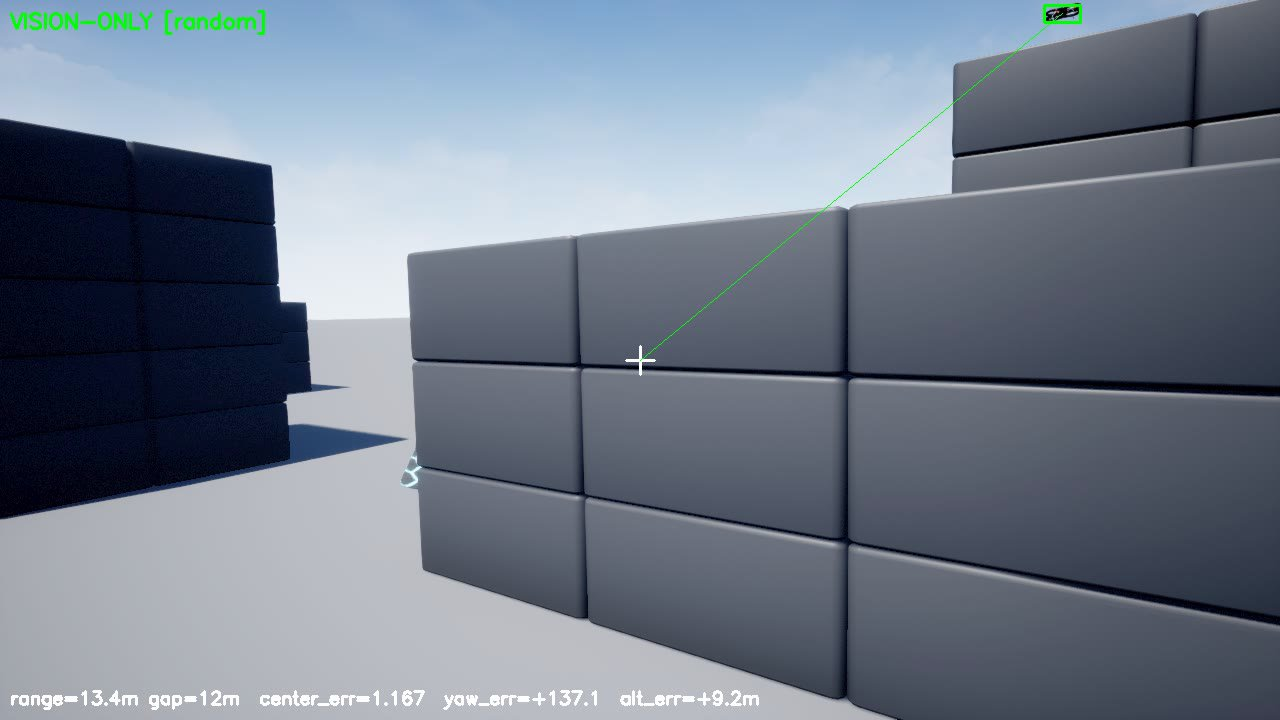 VISION-ONLY [random]
range=13.4m gap=12m center_err=1.167 yaw_err=+137.1 alt_err=+9.2m